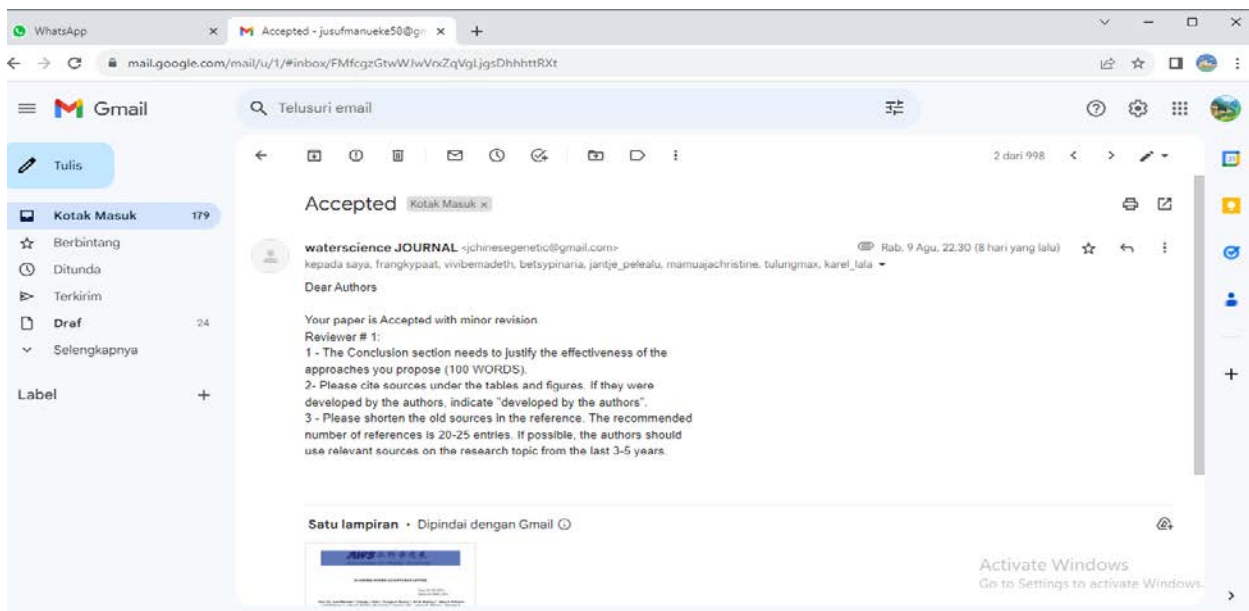 WhatsApp
Accepted - jusufmanueke58@gm
mail.google.com/mail/u/1/#inbox/FMfcgzGtwWJwVrxZqVgLjgsDhhhttRXt
Gmail
Telusuri email
Tulis
2 dari 998
Kotak Masuk 179
Berbintang
Ditunda
Terkirim
Draf 24
Selengkapnya
Label
Accepted Kotak Masuk x
waterscience JOURNAL <jchinesegenetic@gmail.com> Rab, 9 Agu, 22.30 (8 hari yang lalu)
kepada saya, frangkypaat, vivibernadeth, betsypinaria, jantje_pelealu, mamuajachristine, tulungmax, karel_lala
Dear Authors
Your paper is Accepted with minor revision
Reviewer # 1:
1 - The Conclusion section needs to justify the effectiveness of the
approaches you propose (100 WORDS).
2- Please cite sources under the tables and figures. If they were
developed by the authors, indicate "developed by the authors".
3 - Please shorten the old sources in the reference. The recommended
number of references is 20-25 entries. If possible, the authors should
use relevant sources on the research topic from the last 3-5 years.
Satu lampiran • Dipindai dengan Gmail
AWS
Activate Windows
Go to Settings to activate Windows.